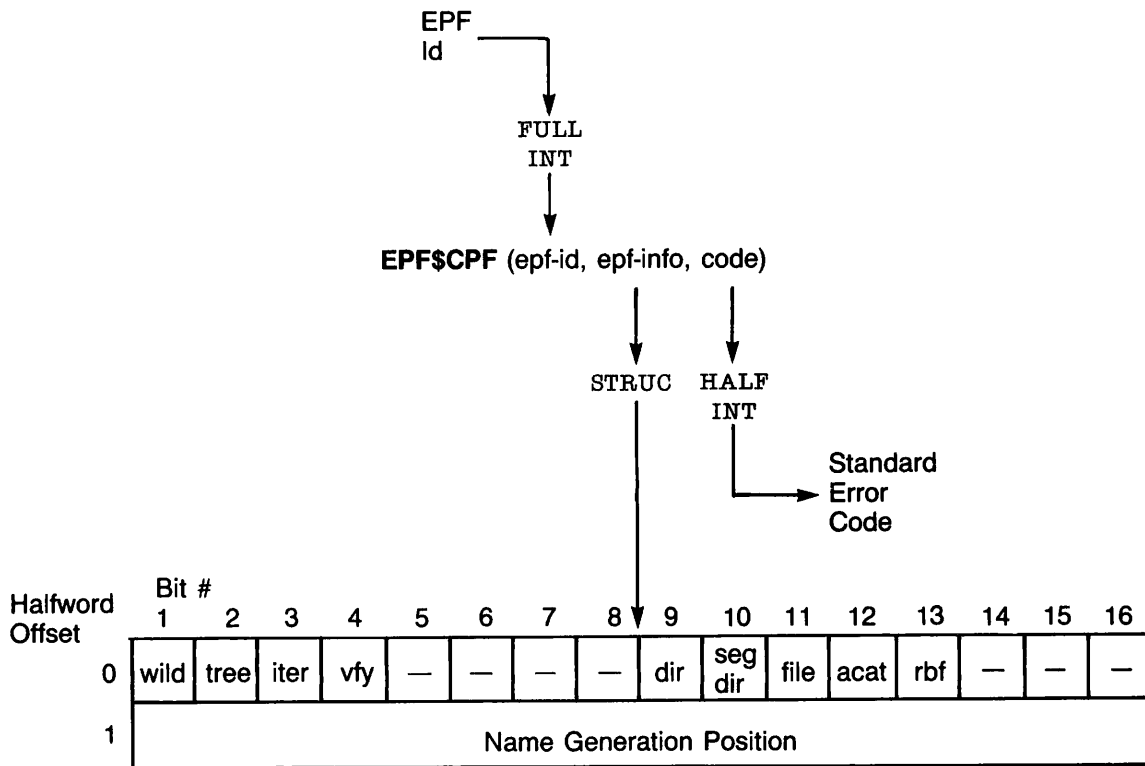 EPF
Id
FULL
INT
EPF$CPF (epf-id, epf-info, code)
STRUC HALF
INT
Standard
Error
Code
Bit #
Halfword
Offset
1 2 3 4 5 6 7 8 9 10 11 12 13 14 15 16
0 wild tree iter vfy — — — — dir seg dir file acat rbf — — —
1 Name Generation Position